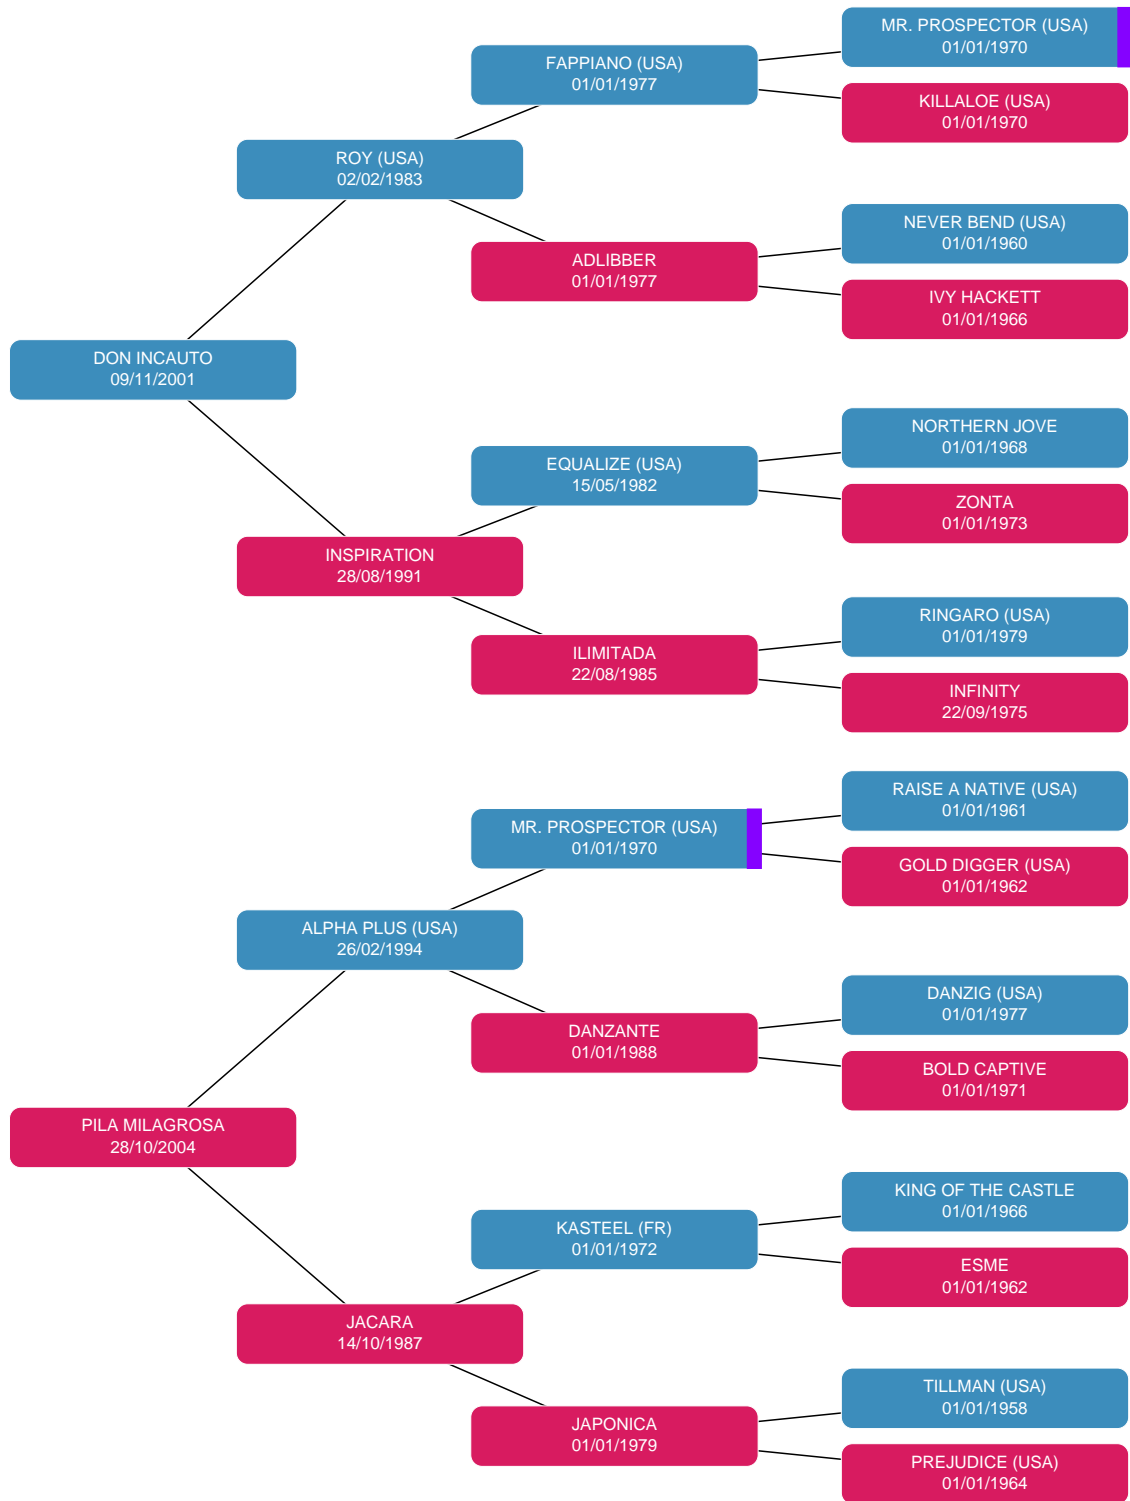 MR. PROSPECTOR (USA)
01/01/1970
FAPPIANO (USA)
01/01/1977
KILLALOE (USA)
01/01/1970
ROY (USA)
02/02/1983
NEVER BEND (USA)
01/01/1960
ADLIBBER
01/01/1977
IVY HACKETT
01/01/1966
DON INCAUTO
09/11/2001
NORTHERN JOVE
01/01/1968
EQUALIZE (USA)
15/05/1982
ZONTA
01/01/1973
INSPIRATION
28/08/1991
RINGARO (USA)
01/01/1979
ILIMITADA
22/08/1985
INFINITY
22/09/1975
RAISE A NATIVE (USA)
01/01/1961
MR. PROSPECTOR (USA)
01/01/1970
GOLD DIGGER (USA)
01/01/1962
ALPHA PLUS (USA)
26/02/1994
DANZIG (USA)
01/01/1977
DANZANTE
01/01/1988
BOLD CAPTIVE
01/01/1971
PILA MILAGROSA
28/10/2004
KING OF THE CASTLE
01/01/1966
KASTEEL (FR)
01/01/1972
ESME
01/01/1962
JACARA
14/10/1987
TILLMAN (USA)
01/01/1958
JAPONICA
01/01/1979
PREJUDICE (USA)
01/01/1964